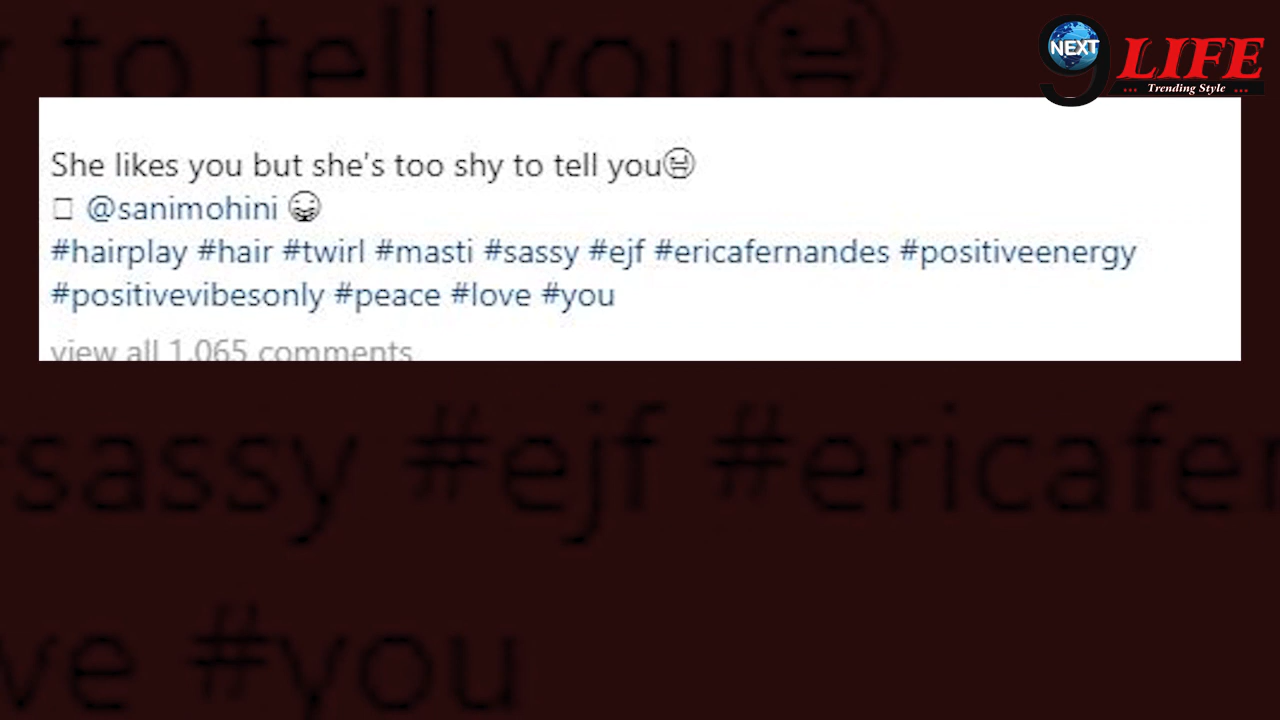 to tell you
NEXT
9 LIFE
... Trending Style ...
She likes you but she's too shy to tell you
@sanimohini
#hairplay #hair #twirl #masti #sassy #ejf #ericafernandes #positiveenergy
#positivevibesonly #peace #love #you
view all 1,065 comments
#sassy #ejf #ericafer
ve #you